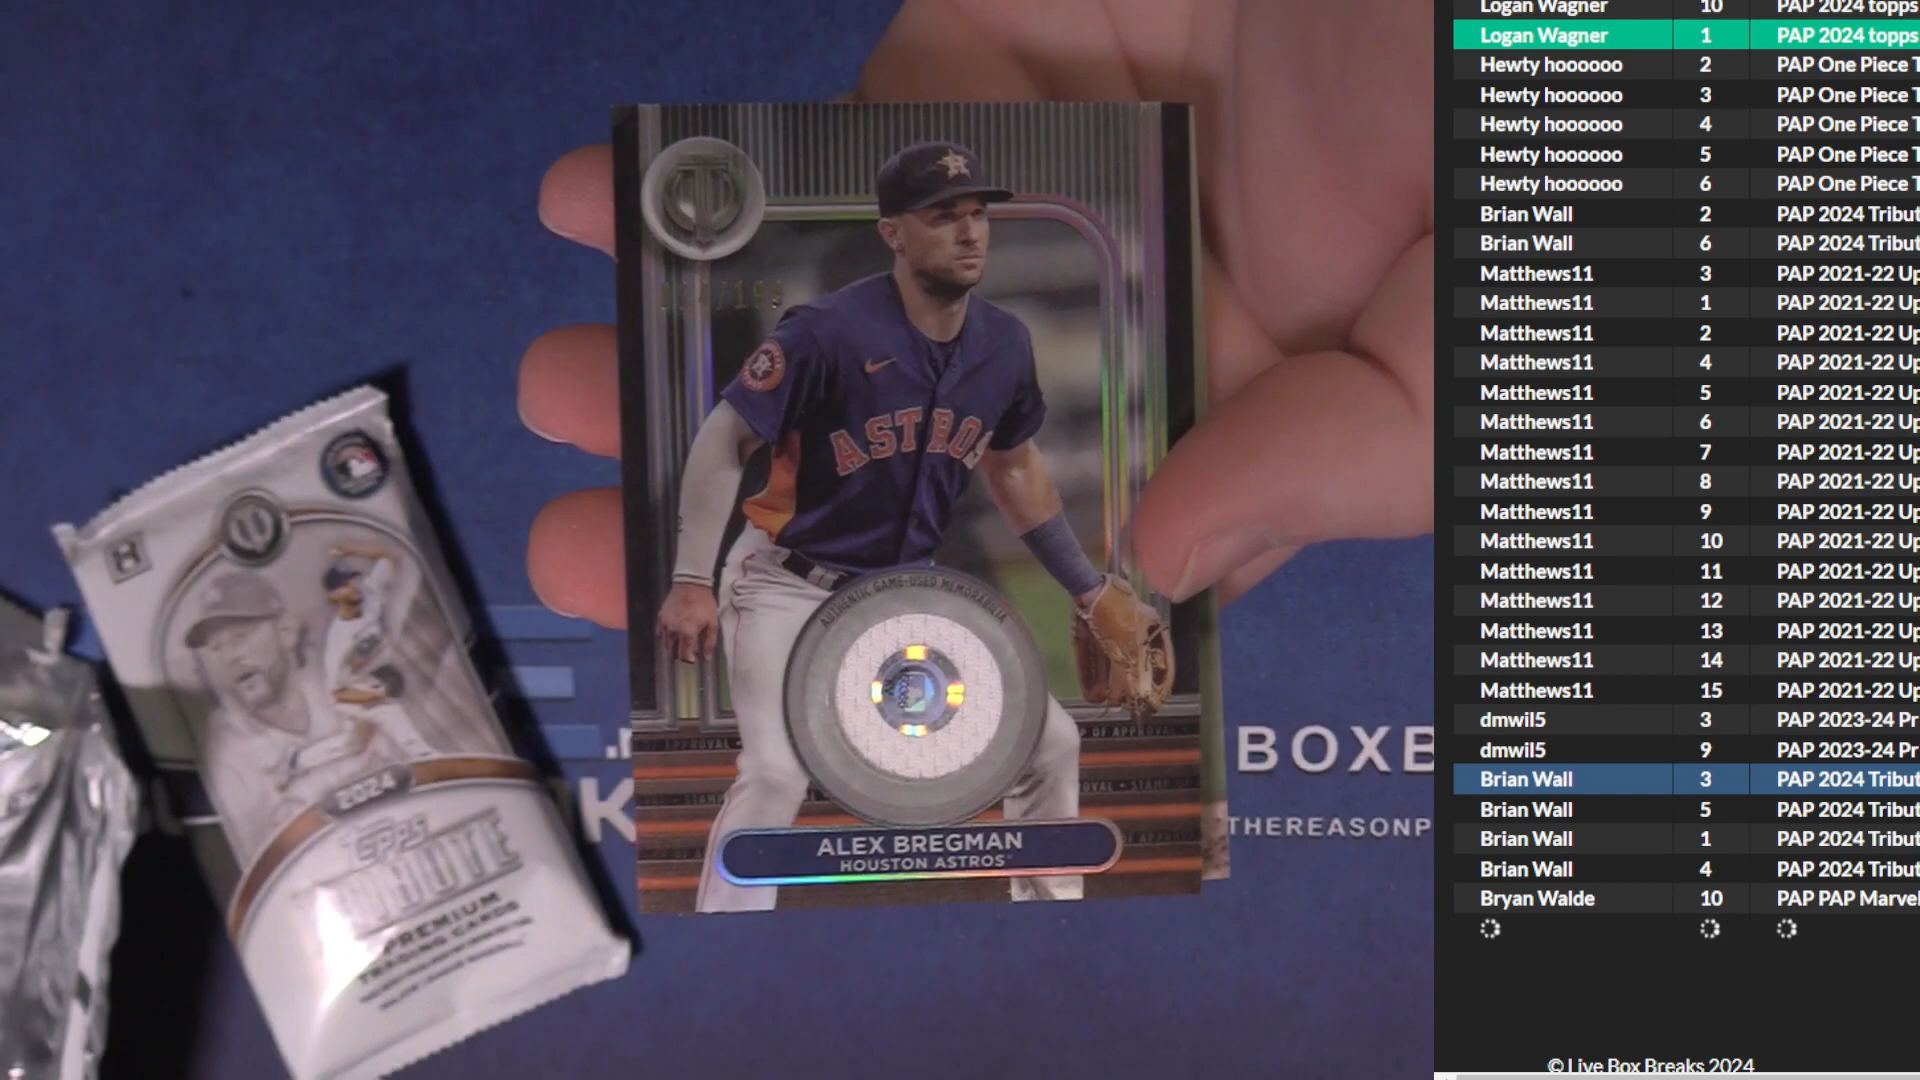 ASTROS
AUTHENTIC GAME-USED MEMORABILIA
ALEX BREGMAN
HOUSTON ASTROS
2024
TOPPS
TRIBUTE
PREMIUM
TRADING CARDS
BOXB
THEREASONP
Logan Wagner 10 PAP 2024 topps
Logan Wagner 1 PAP 2024 topps
Hewty hoooooo 2 PAP One Piece T
Hewty hoooooo 3 PAP One Piece T
Hewty hoooooo 4 PAP One Piece T
Hewty hoooooo 5 PAP One Piece T
Hewty hoooooo 6 PAP One Piece T
Brian Wall 2 PAP 2024 Tribut
Brian Wall 6 PAP 2024 Tribut
Matthews11 3 PAP 2021-22 Up
Matthews11 1 PAP 2021-22 Up
Matthews11 2 PAP 2021-22 Up
Matthews11 4 PAP 2021-22 Up
Matthews11 5 PAP 2021-22 Up
Matthews11 6 PAP 2021-22 Up
Matthews11 7 PAP 2021-22 Up
Matthews11 8 PAP 2021-22 Up
Matthews11 9 PAP 2021-22 Up
Matthews11 10 PAP 2021-22 Up
Matthews11 11 PAP 2021-22 Up
Matthews11 12 PAP 2021-22 Up
Matthews11 13 PAP 2021-22 Up
Matthews11 14 PAP 2021-22 Up
Matthews11 15 PAP 2021-22 Up
dmwil5 3 PAP 2023-24 Pr
dmwil5 9 PAP 2023-24 Pr
Brian Wall 3 PAP 2024 Tribut
Brian Wall 5 PAP 2024 Tribut
Brian Wall 1 PAP 2024 Tribut
Brian Wall 4 PAP 2024 Tribut
Bryan Walde 10 PAP PAP Marvel
© Live Box Breaks 2024